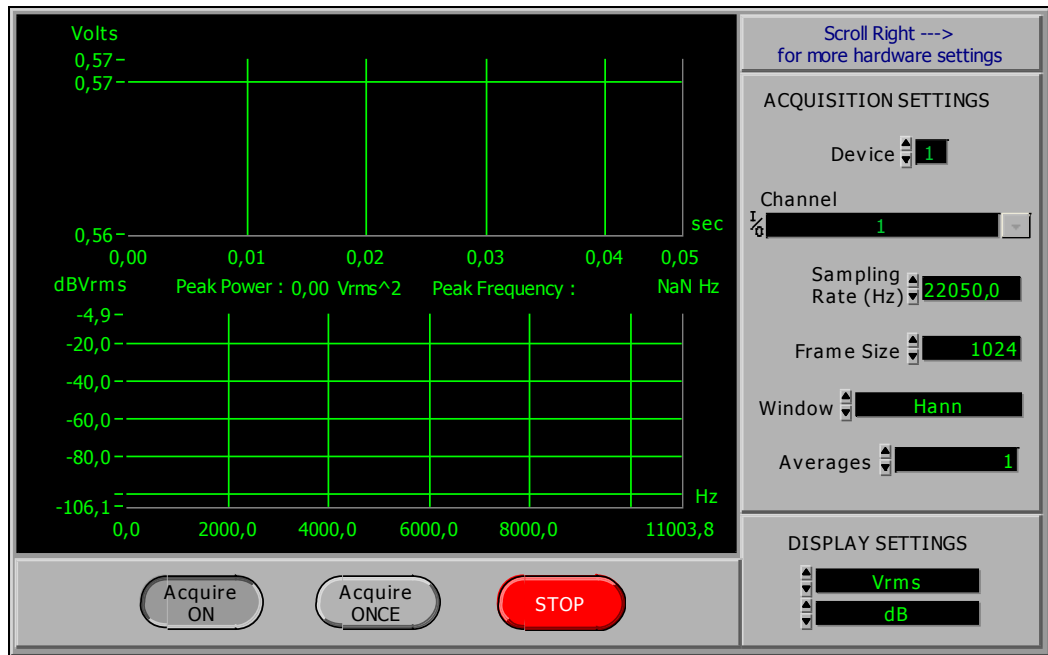 Volts
0,57
0,57
0,56
sec
0,00 0,01 0,02 0,03 0,04 0,05
dBVrms Peak Power : 0,00 Vrms^2 Peak Frequency : NaN Hz
-4,9
-20,0
-40,0
-60,0
-80,0
-106,1
Hz
0,0 2000,0 4000,0 6000,0 8000,0 11003,8
Acquire
ON
Acquire
ONCE
STOP
Scroll Right --->
for more hardware settings
ACQUISITION SETTINGS
Device 1
Channel
I/O 1
Sampling
Rate (Hz) 22050,0
Frame Size 1024
Window Hann
Averages 1
DISPLAY SETTINGS
Vrms
dB